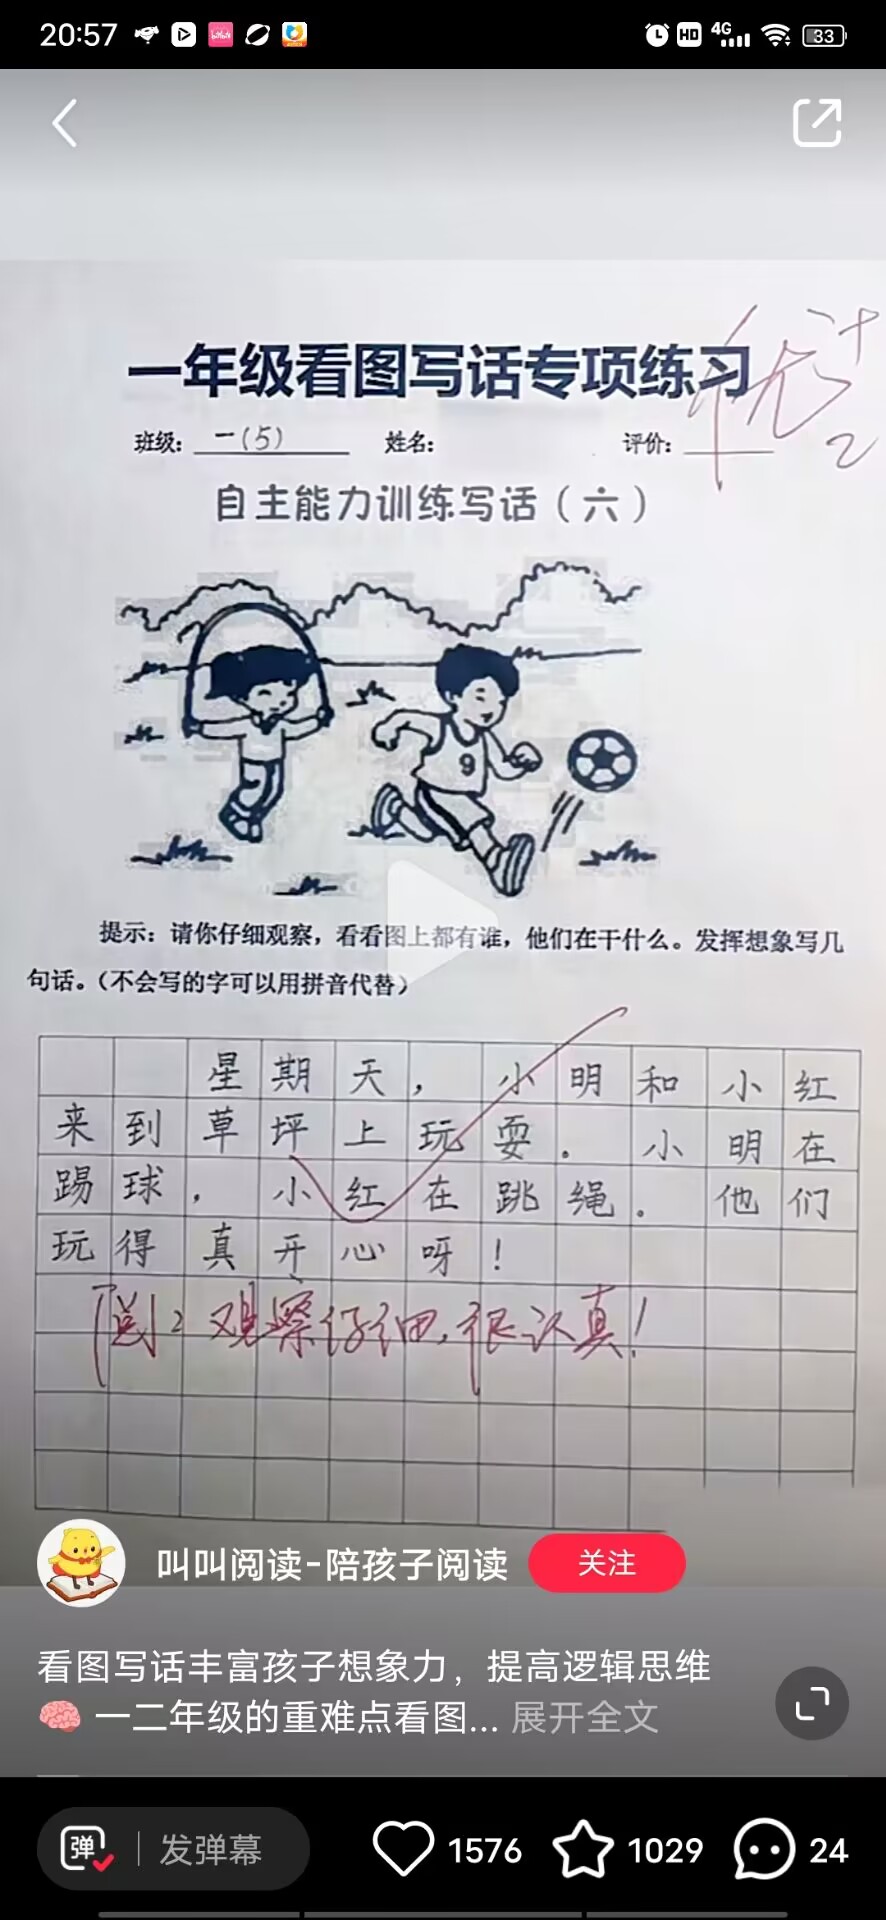 20:57
4G
HD
33
一年级看图写话专项练习
优+
2
班级: 一(5) 姓名: 评价:
自主能力训练写话(六)
9
提示: 请你仔细观察, 看看图上都有谁, 他们在干什么。发挥想象写几
句话。(不会写的字可以用拼音代替)
星期天, 小明和小红
来到草坪上玩耍。小明在
踢球, 小红在跳绳。他们
玩得真开心呀!
观察仔细, 很认真!
叫叫阅读-陪孩子阅读
关注
看图写话丰富孩子想象力, 提高逻辑思维
🧠 一二年级的重难点看图... 展开全文
弹 发弹幕 1576 1029 24